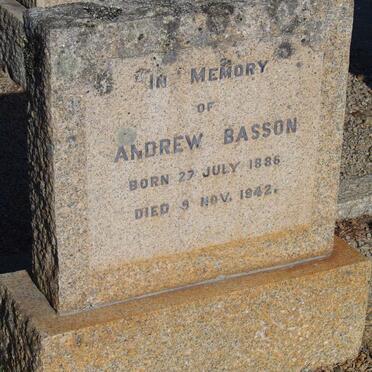 IN MEMORY
OF
ANDREW BASSON
BORN 27 JULY 1886
DIED 9 NOV. 1942.